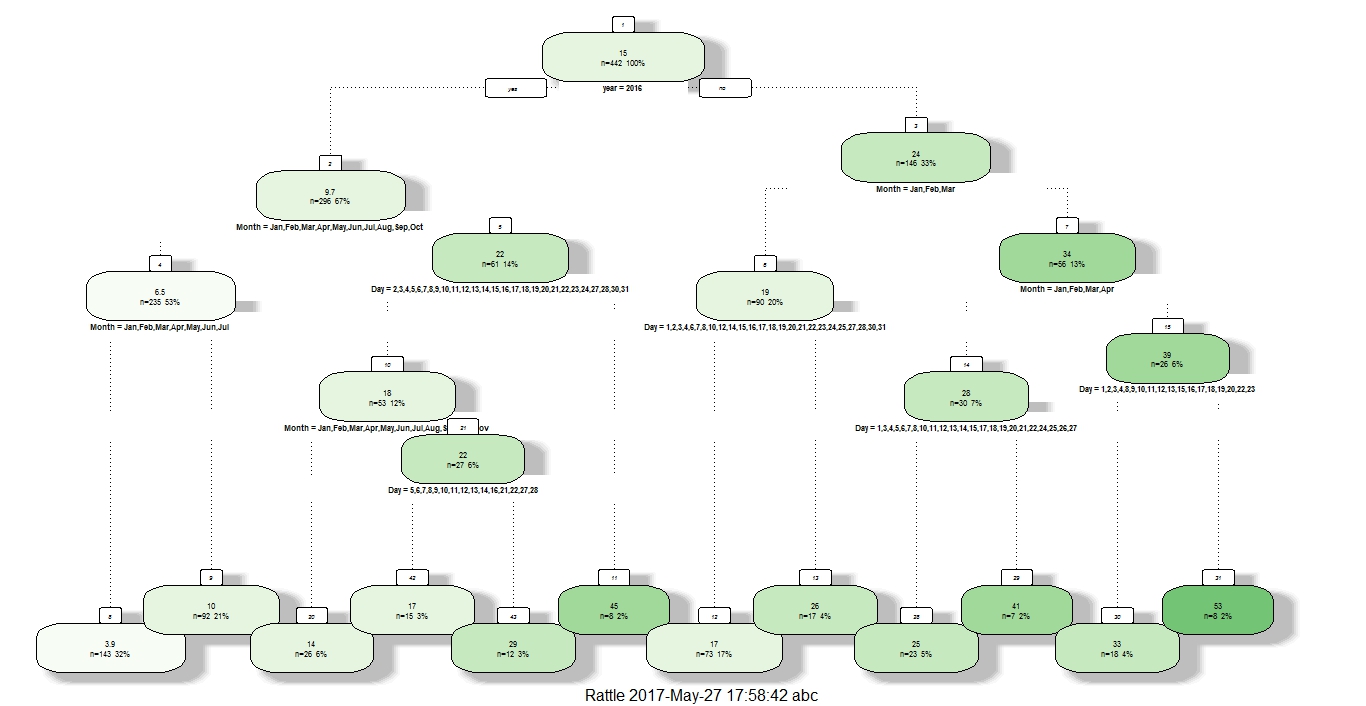 1
15
n=442 100%
yes
year = 2016
no
3
24
n=146 33%
Month = Jan,Feb,Mar
2
9.7
n=296 67%
Month = Jan,Feb,Mar,Apr,May,Jun,Jul,Aug,Sep,Oct
5
22
n=61 14%
Day = 2,3,4,5,6,7,8,9,10,11,12,13,14,15,16,17,18,19,20,21,22,23,24,27,28,30,31
7
34
n=56 13%
Month = Jan,Feb,Mar,Apr
4
6.5
n=235 53%
Month = Jan,Feb,Mar,Apr,May,Jun,Jul
6
19
n=90 20%
Day = 1,2,3,4,6,7,8,10,12,14,15,16,17,18,19,20,21,22,23,24,25,27,28,30,31
15
39
n=26 6%
Day = 1,2,3,4,8,9,10,11,12,13,15,16,17,18,19,20,22,23
10
18
n=53 12%
Month = Jan,Feb,Mar,Apr,May,Jun,Jul,Aug,S ov
14
28
n=30 7%
Day = 1,3,4,5,6,7,8,10,11,12,13,14,15,17,18,19,20,21,22,24,25,26,27
21
22
n=27 6%
Day = 5,6,7,8,9,10,11,12,13,14,16,21,22,27,28
8
3.9
n=143 32%
9
10
n=92 21%
20
14
n=26 6%
42
17
n=15 3%
43
29
n=12 3%
11
45
n=8 2%
12
17
n=73 17%
13
26
n=17 4%
28
25
n=23 5%
29
41
n=7 2%
30
33
n=18 4%
31
53
n=8 2%
Rattle 2017-May-27 17:58:42 abc